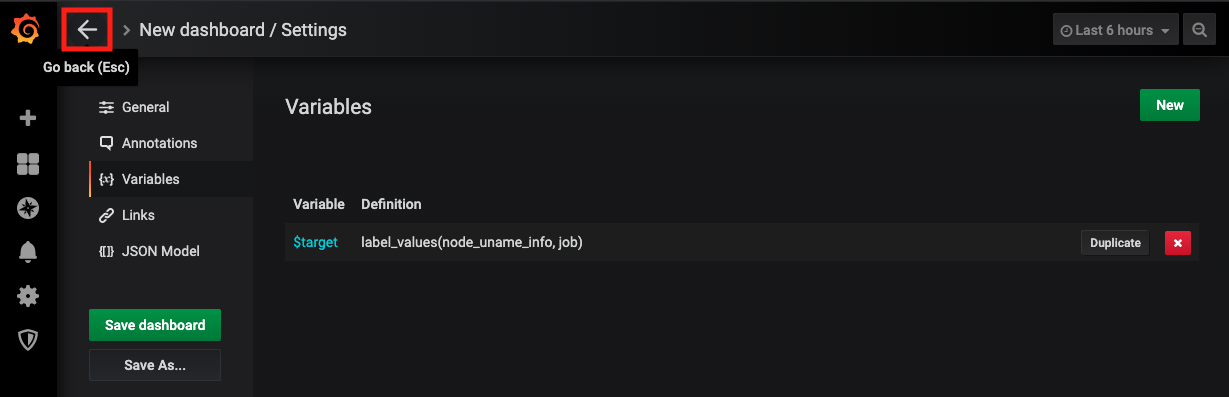 New dashboard / Settings
Last 6 hours
Go back (Esc)
General
Annotations
Variables
Links
JSON Model
Save dashboard
Save As...
Variables
New
Variable Definition
$target label_values(node_uname_info, job) Duplicate